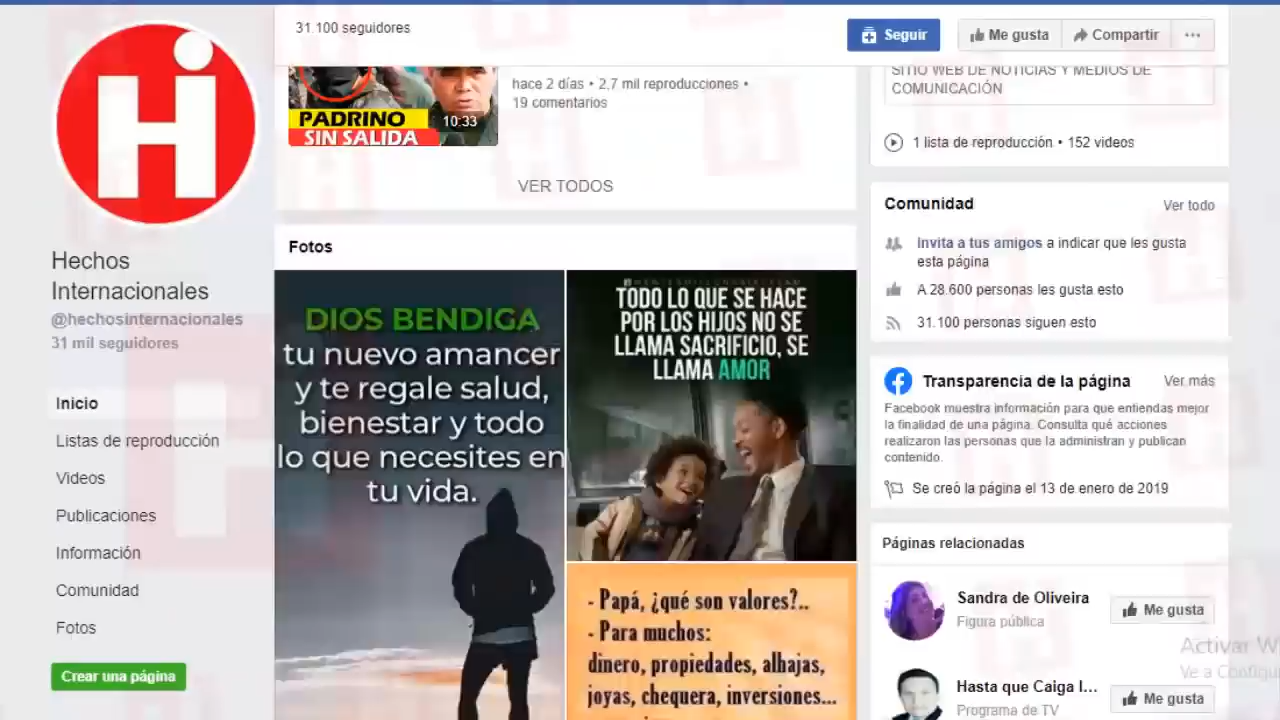 31.100 seguidores
Seguir
Me gusta
Compartir
hace 2 días • 2,7 mil reproducciones •
19 comentarios
PADRINO
SIN SALIDA
10:33
VER TODOS
SITIO WEB DE NOTICIAS Y MEDIOS DE
COMUNICACIÓN
1 lista de reproducción • 152 videos
Hi
Hechos
Internacionales
@hechosinternacionales
31 mil seguidores
Inicio
Listas de reproducción
Videos
Publicaciones
Información
Comunidad
Fotos
Crear una página
Fotos
DIOS BENDIGA
tu nuevo amancer
y te regale salud,
bienestar y todo
lo que necesites en
tu vida.
TODO LO QUE SE HACE
POR LOS HIJOS NO SE
LLAMA SACRIFICIO, SE
LLAMA AMOR
- Papá, ¿qué son valores?..
- Para muchos:
dinero, propiedades, alhajas,
joyas, chequera, inversiones...
Comunidad
Ver todo
Invita a tus amigos a indicar que les gusta
esta página
A 28.600 personas les gusta esto
31.100 personas siguen esto
Transparencia de la página
Ver más
Facebook muestra información para que entiendas mejor
la finalidad de una página. Consulta qué acciones
realizaron las personas que la administran y publican
contenido.
Se creó la página el 13 de enero de 2019
Páginas relacionadas
Sandra de Oliveira
Figura pública
Me gusta
Hasta que Caiga l...
Programa de TV
Me gusta
Activar W
Ve a Configu